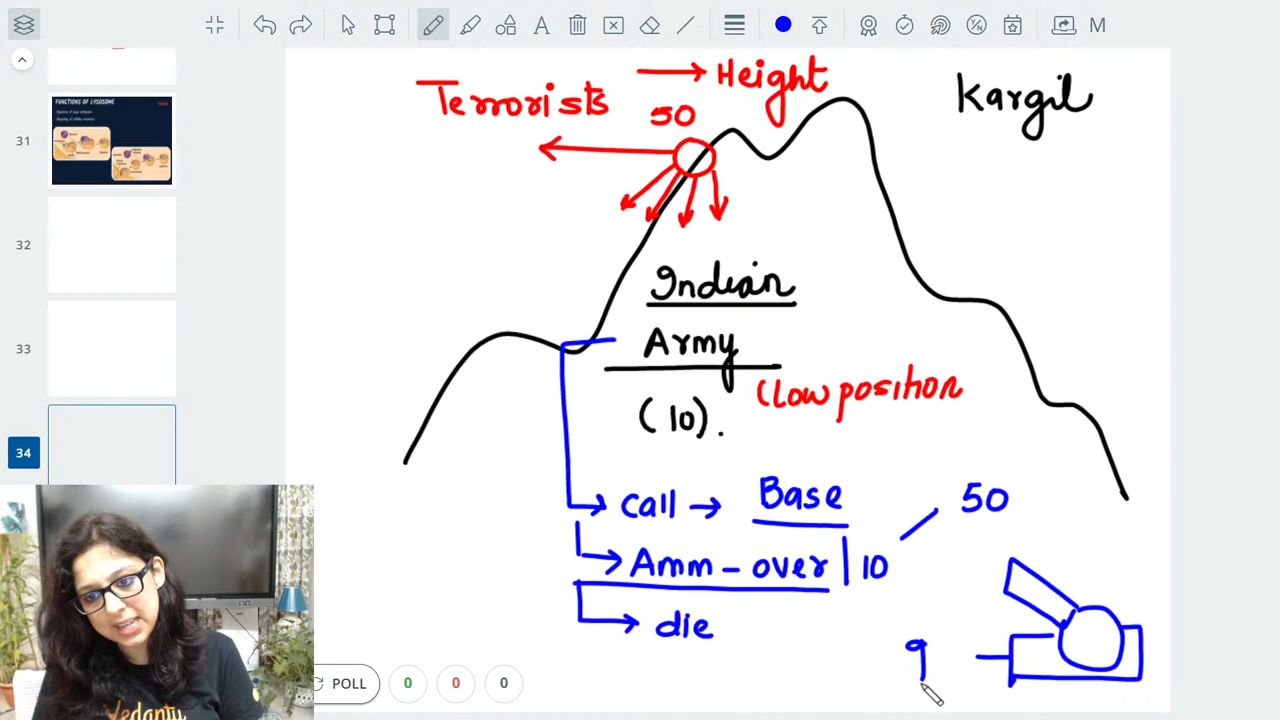 M
31
FUNCTIONS OF LYSOSOME
32
33
34
→ Height
Terrorists
50
Kargil
Indian
Army
(10).
(low position
Call → Base
50
Amm - over | 10
die
9
POLL
0
0
0
Vedantu